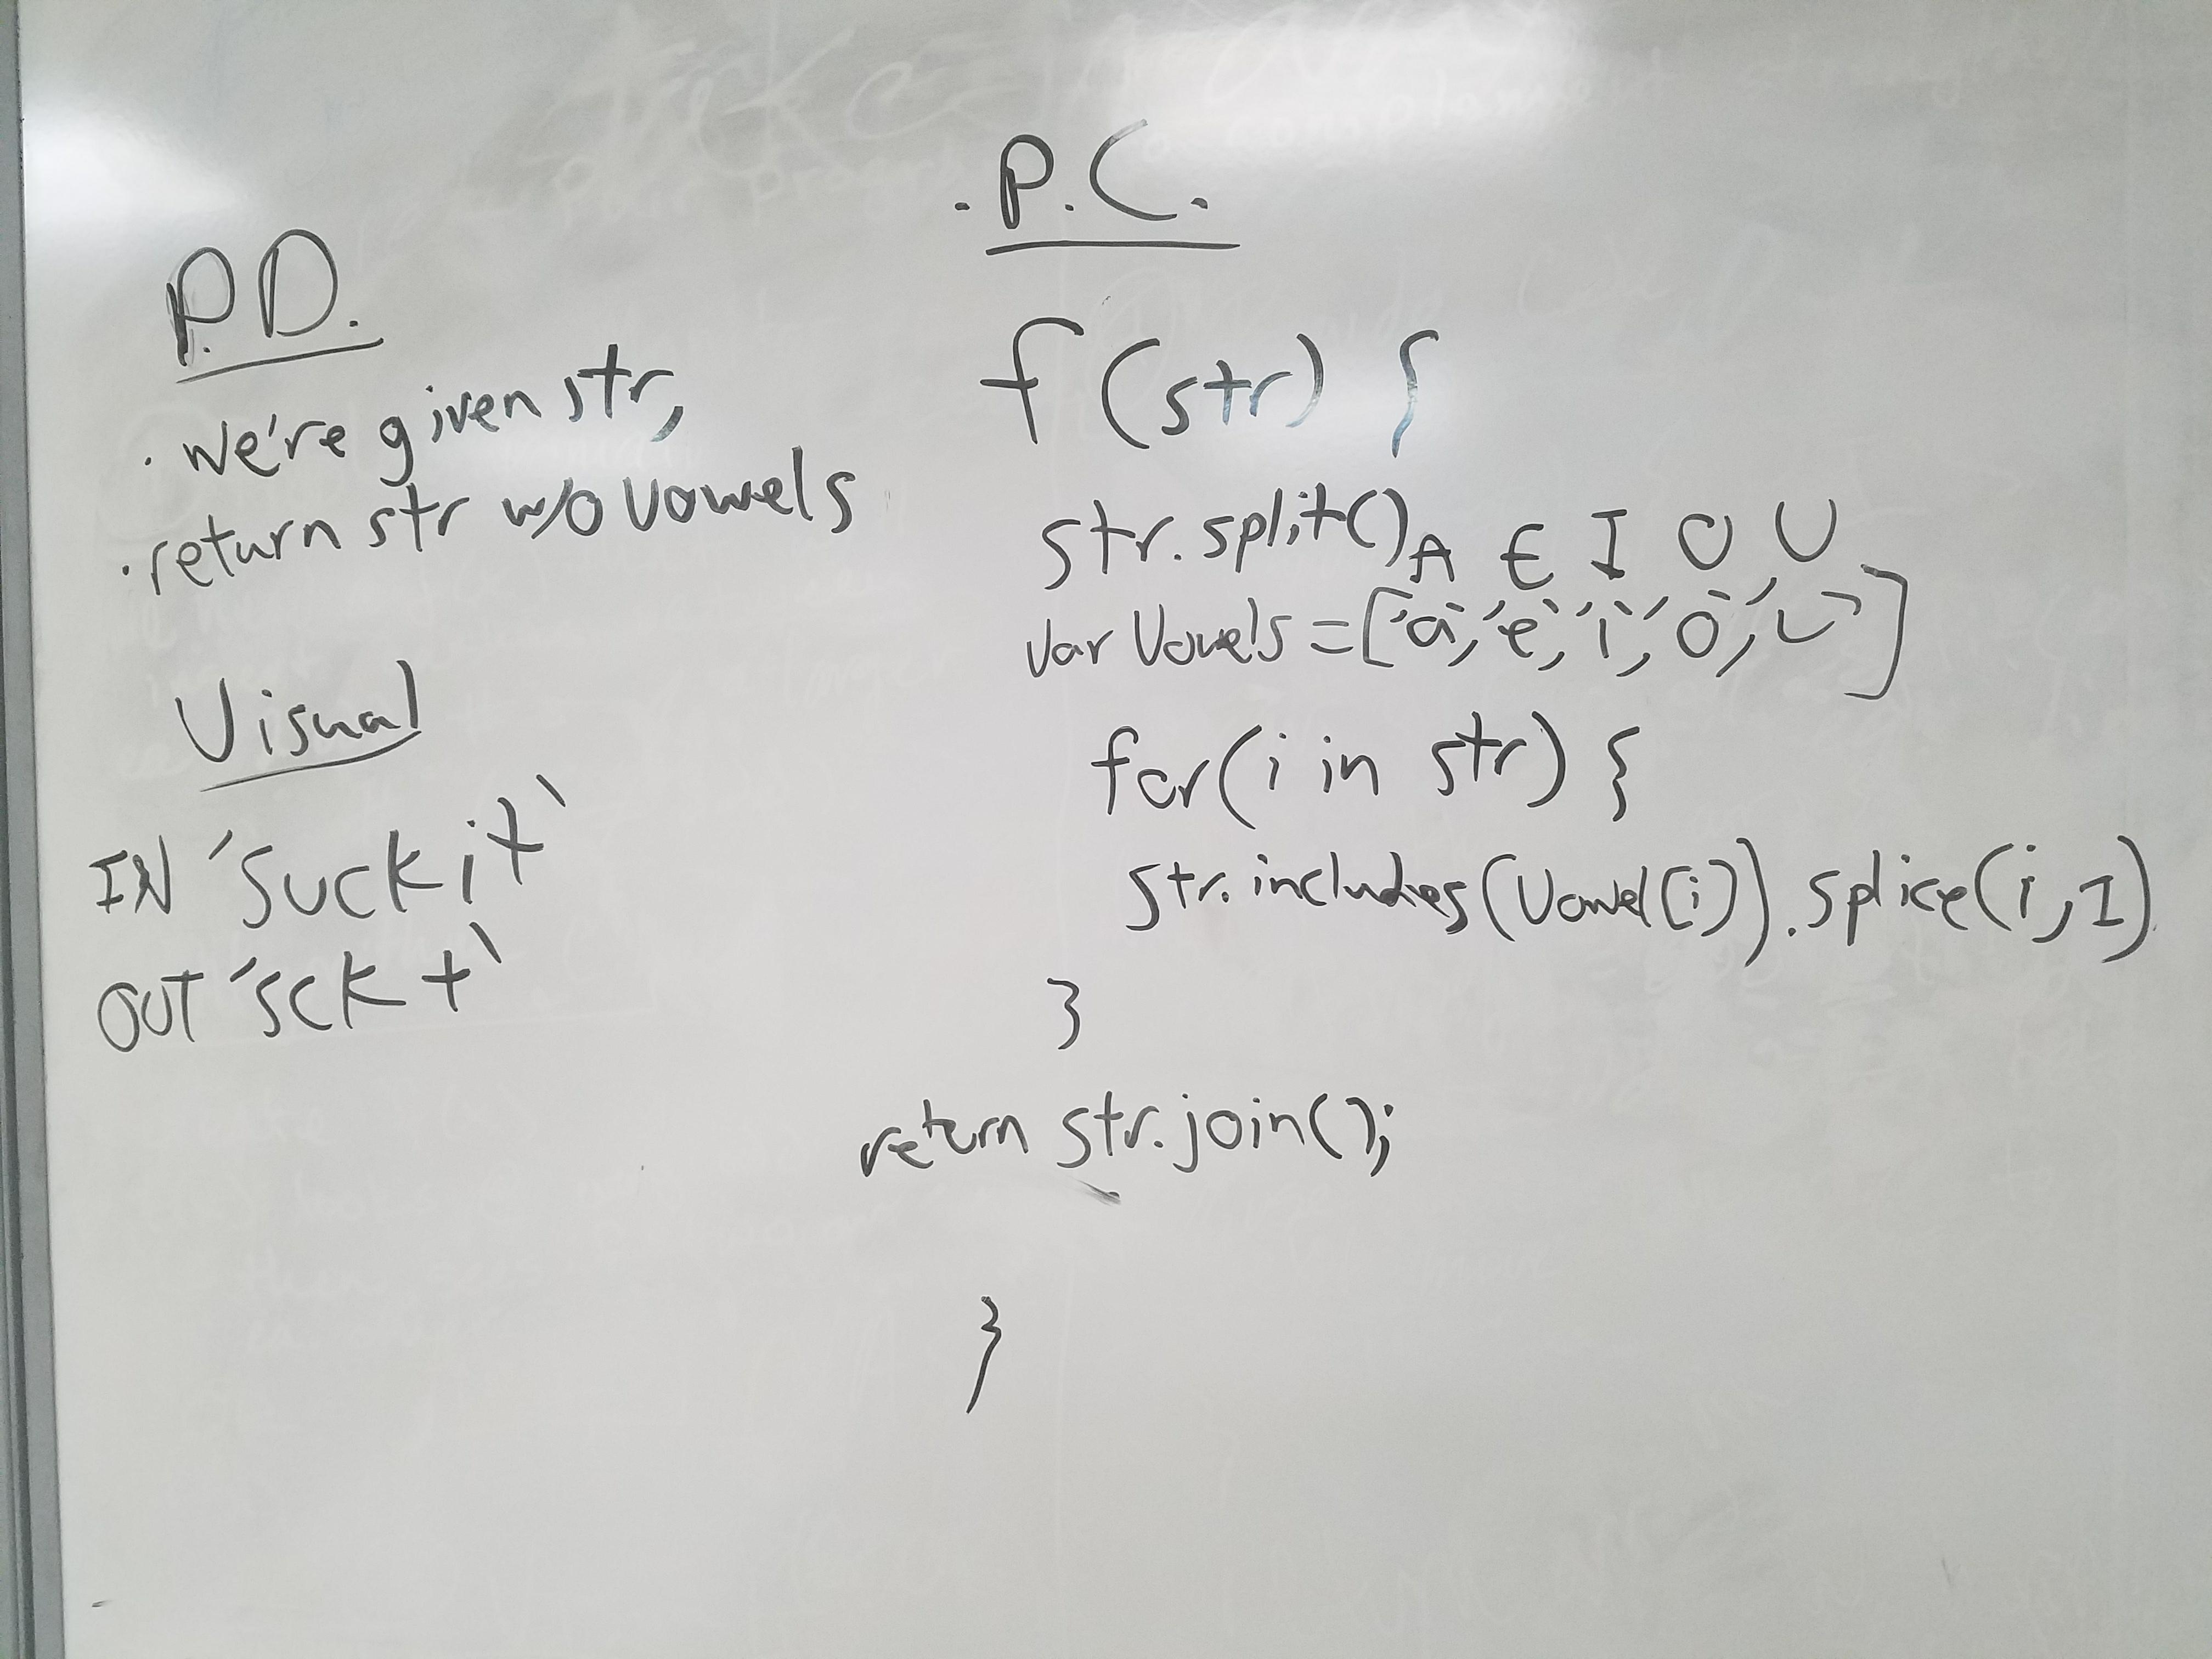 P.D.
· we're given str,
· return str w/o vowels
Visual
IN 'suckit`
OUT 'sckt`
. P.C.
f (str) {
str.split()
A E I O U
var Vowels = ['a', 'e', 'i', 'o', 'u']
for(i in str) {
str.includes(Vowel[i]).splice(i, I)
}
return str.join();
}